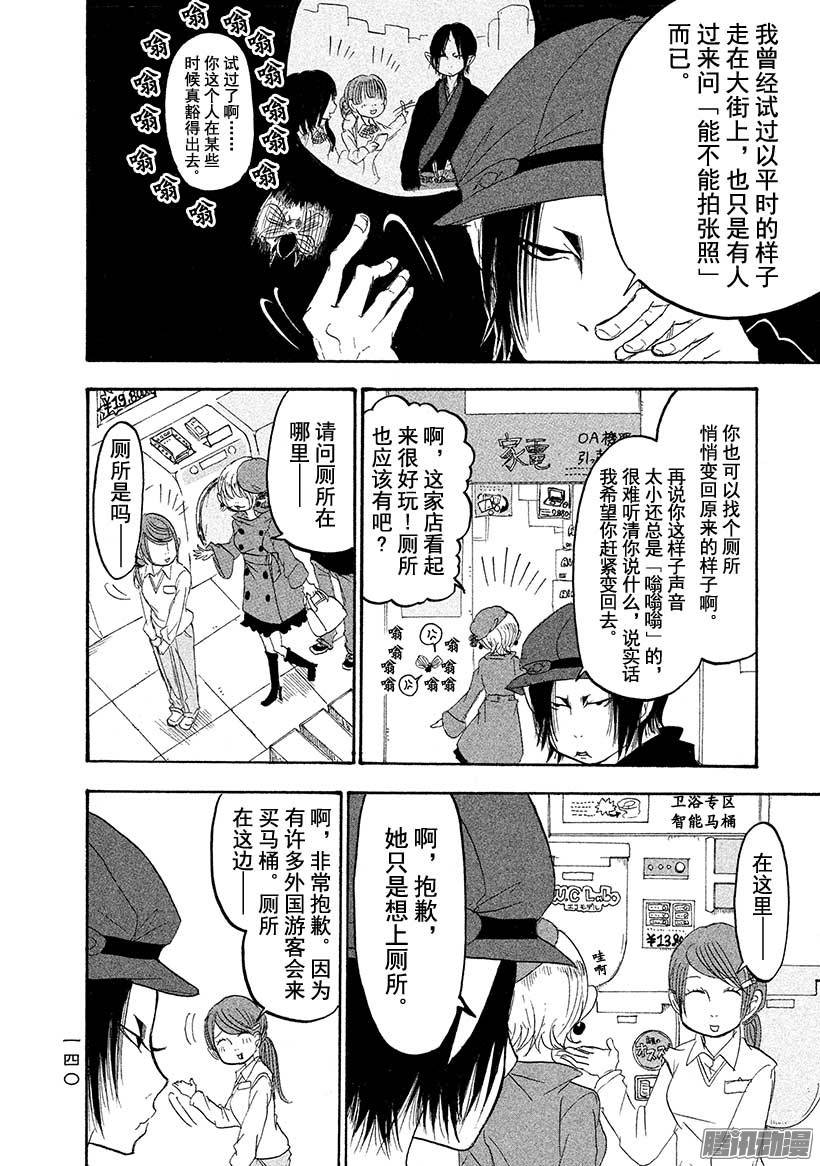 我曾经试过以平时的样子
走在大街上，也只是有人
过来问「能不能拍张照」
而已。
试过了啊……
你这个人在某些
时候真豁得出去。
嗡
嗡
嗡
嗡
嗡
嗡
嗡
嗡
嗡
嗡
嗡
你也可以找个厕所
悄悄变回原来的样子啊。
再说你这样子声音
太小还总是「嗡嗡嗡」的，
很难听清你说什么，说实话
我希望你赶紧变回去。
家電
OA機器
啊，这家店看起
来很好玩！厕所
也应该有吧？
嗡
嗡
嗡
嗡
嗡
嗡
嗡
请问厕所在
哪里——
厕所是吗——
¥19,800
在这里——
卫浴专区
智能马桶
哇啊
啊，抱歉，
她只是想上厕所。
啊，非常抱歉。因为
有许多外国游客会来
买马桶。厕所
在这边——
一四〇
腾讯动漫